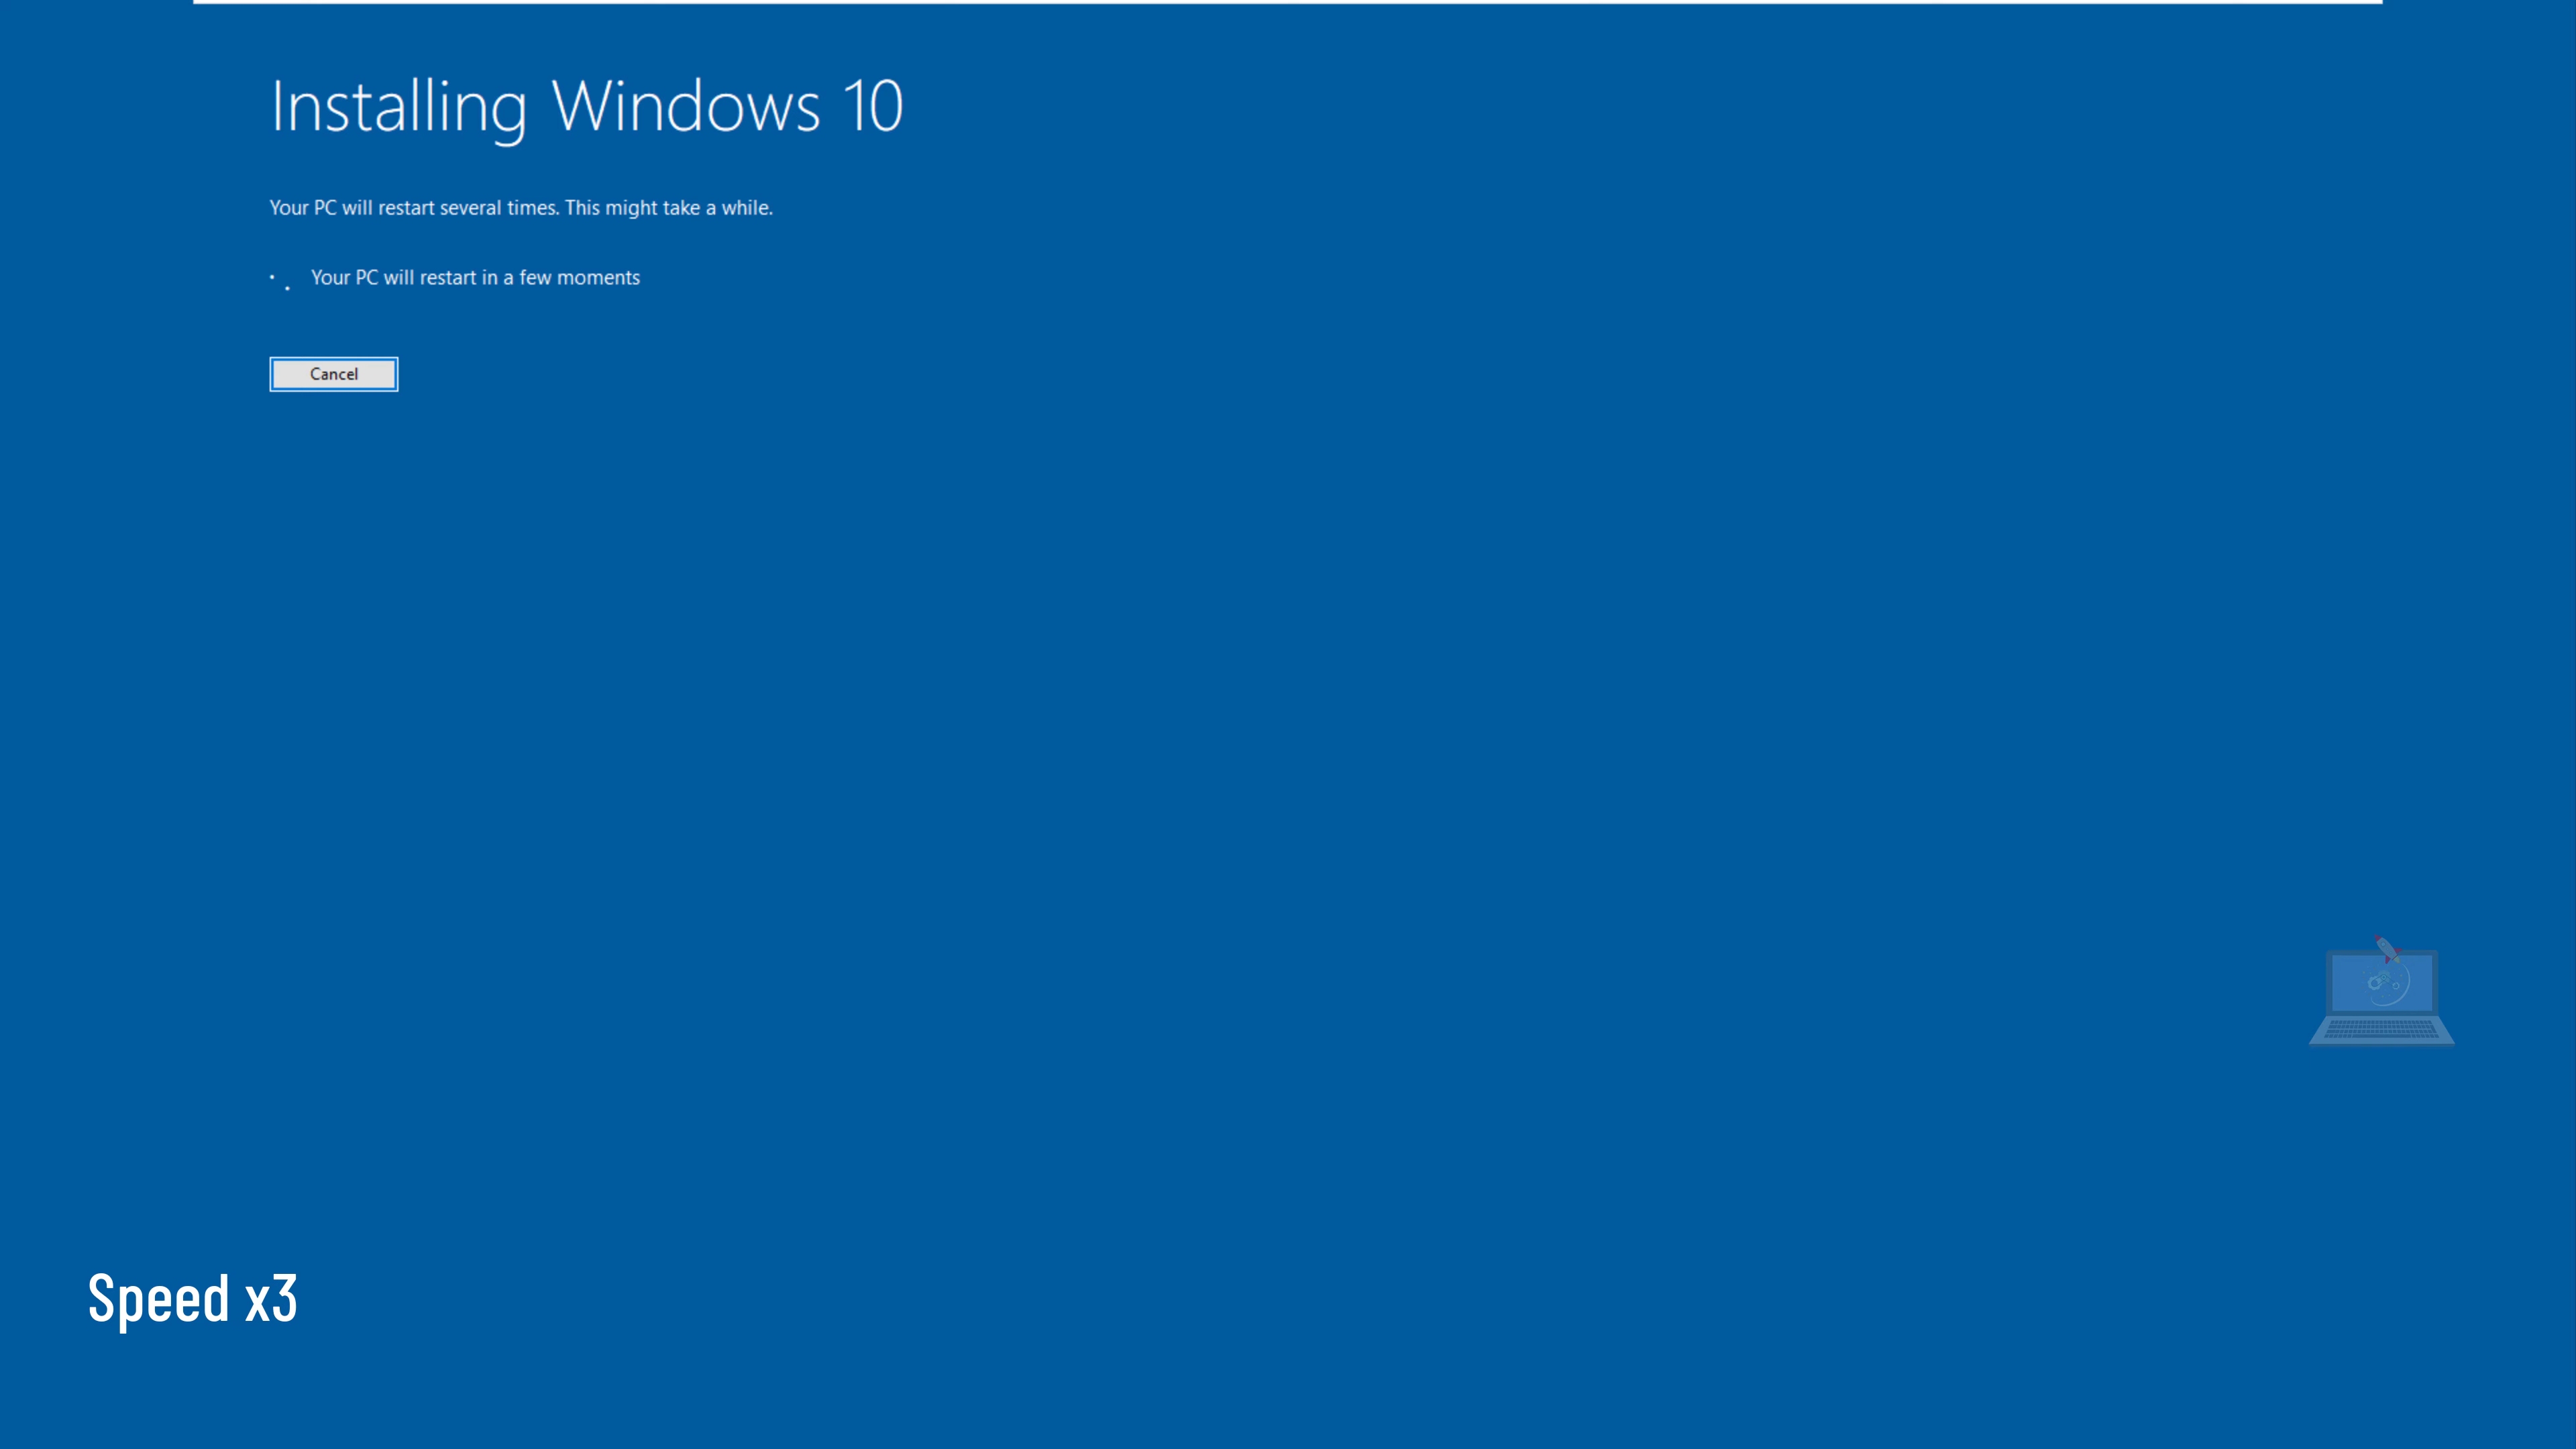 Installing Windows 10
Your PC will restart several times. This might take a while.
Your PC will restart in a few moments
Cancel
Speed x3